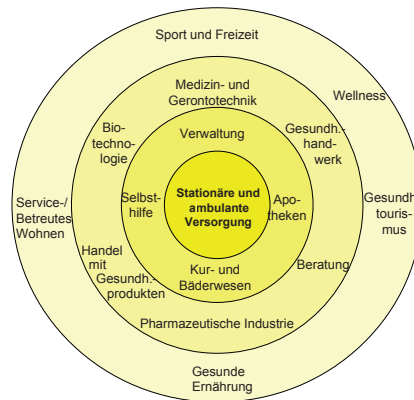 Sport und Freizeit
Medizin- und
Gerontotechnik
Wellness
Bio-
technno-
logie
Verwaltung
Gesundh.-
hand-
werk
Selbst-
hilfe
Stationäre und
ambulante
Versorgung
Apo-
theken
Service-/
Betreutes
Wohnen
Gesundh.
touris-
mus
Handel
mit
Gesundh.-
produkten
Kur- und
Bäderwesen
Beratung
Pharmazeutische Industrie
Gesunde
Ernährung